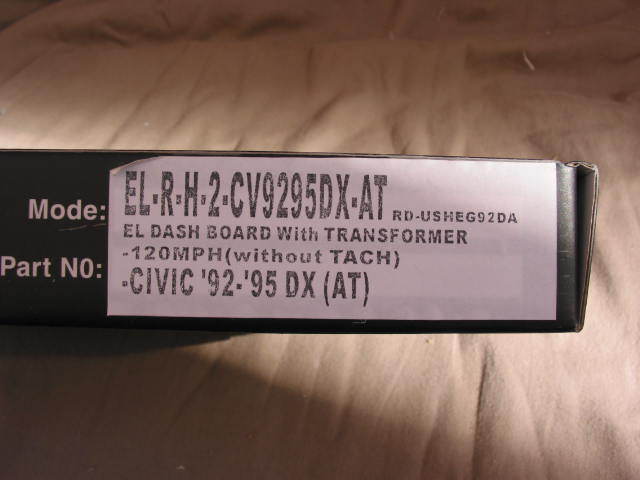 Mode: EL-R-H-2-CV9295DX-AT RD-USHEG92DA
EL DASH BOARD With TRANSFORMER
-120MPH(without TACH)
Part N0: -CIVIC '92-'95 DX (AT)